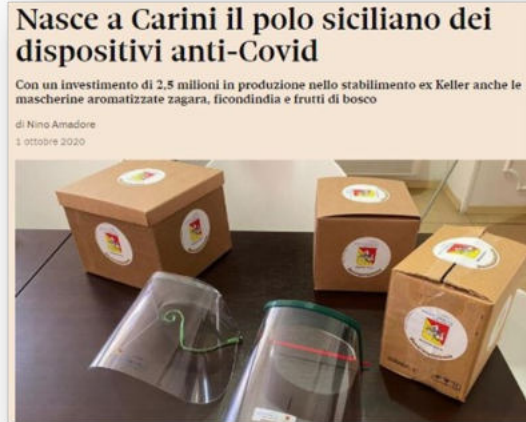 Nasce a Carini il polo siciliano dei
dispositivi anti-Covid
Con un investimento di 2,5 milioni in produzione nello stabilimento ex Keller anche le
mascherine aromatizzate zagara, ficondindia e frutti di bosco
di Nino Amadore
1 ottobre 2020